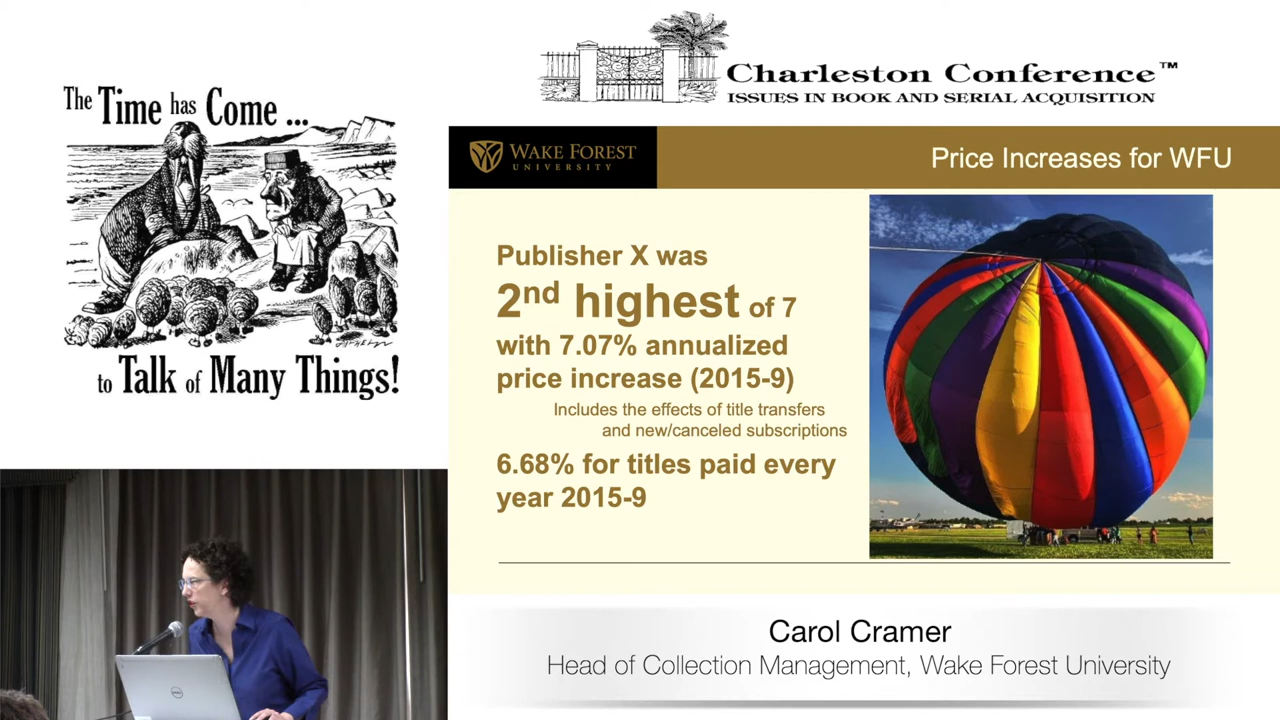 The Time has Come ...
to Talk of Many Things!
Charleston Conference™
ISSUES IN BOOK AND SERIAL ACQUISITION
WAKE FOREST
UNIVERSITY
Price Increases for WFU
Publisher X was
2nd highest of 7
with 7.07% annualized
price increase (2015-9)
Includes the effects of title transfers
and new/canceled subscriptions
6.68% for titles paid every
year 2015-9
Carol Cramer
Head of Collection Management, Wake Forest University
DELL